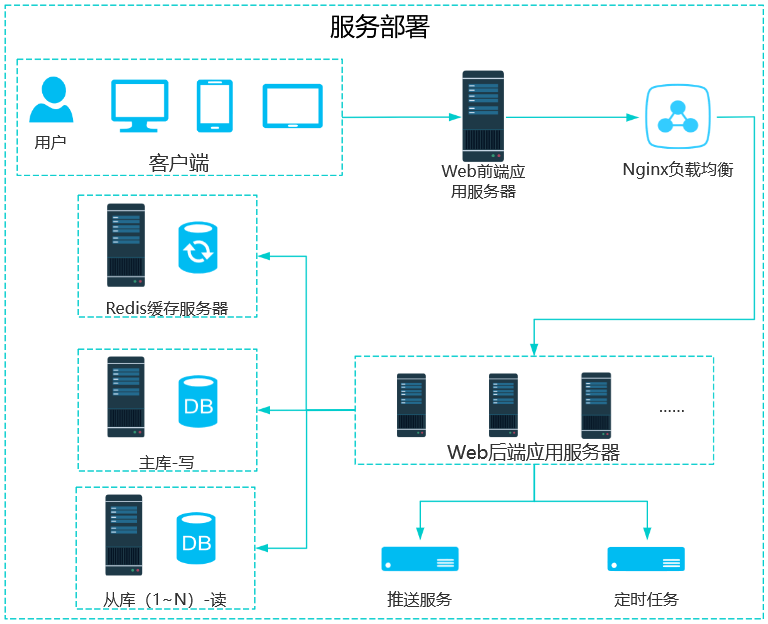 服务部署
用户
客户端
Web前端应
用服务器
Nginx负载均衡
Redis缓存服务器
DB
主库-写
DB
从库（1~N）-读
......
Web后端应用服务器
推送服务
定时任务